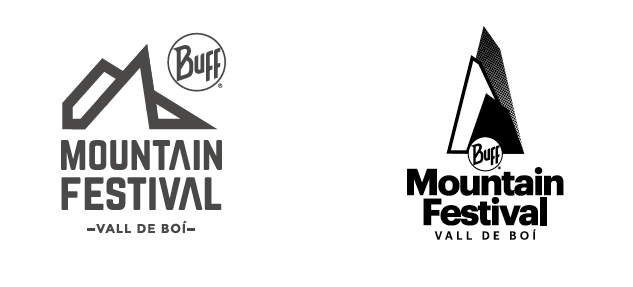 BUFF
®
MOUNTAIN
FESTIVAL
–VALL DE BOÍ–
BUFF
®
Mountain
Festival
VALL DE BOÍ